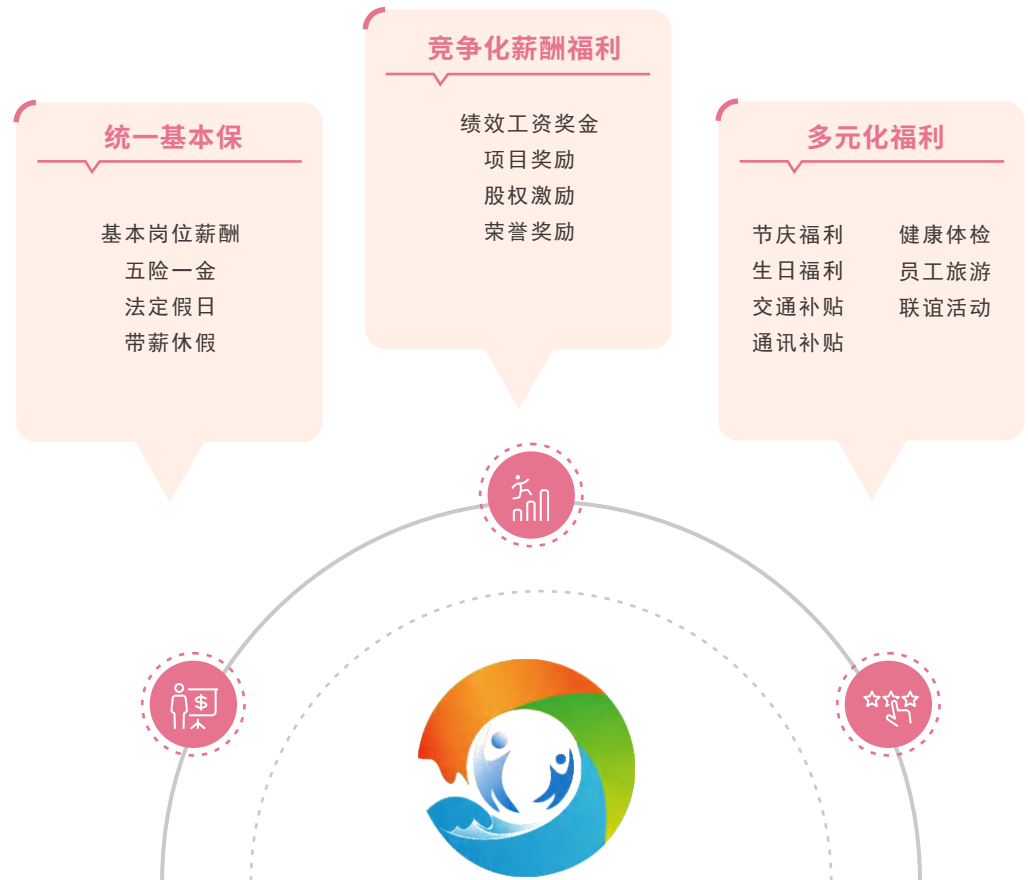 竞争化薪酬福利
绩效工资奖金
项目奖励
股权激励
荣誉奖励
统一基本保
基本岗位薪酬
五险一金
法定假日
带薪休假
多元化福利
节庆福利 健康体检
生日福利 员工旅游
交通补贴 联谊活动
通讯补贴
$